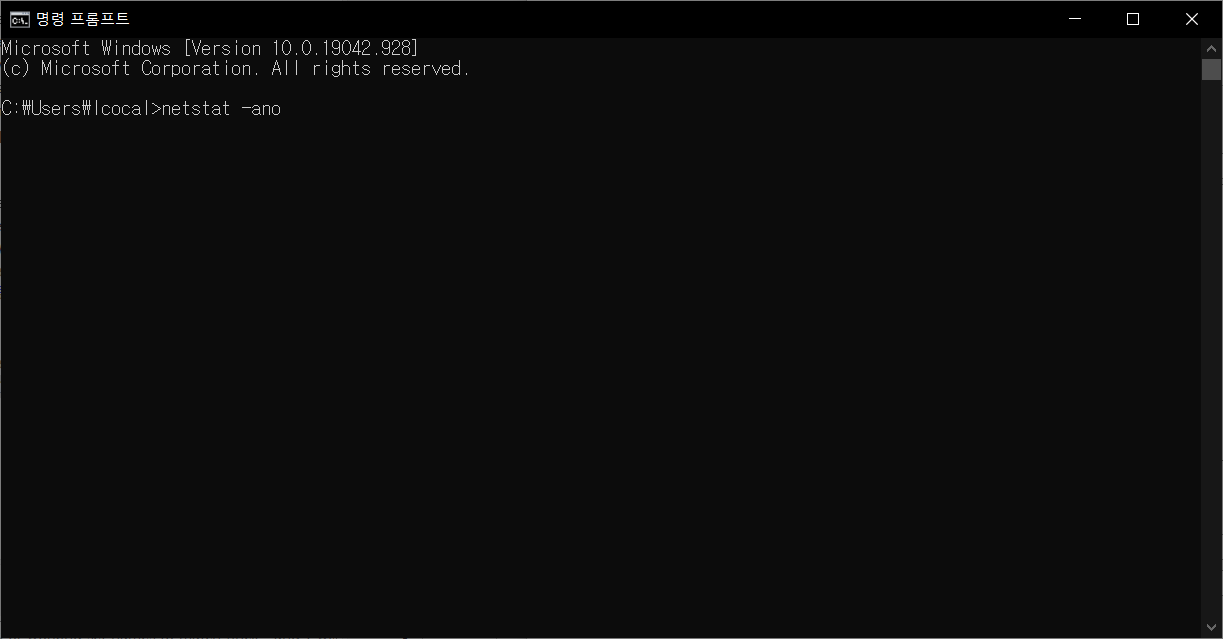 명령 프롬프트
Microsoft Windows [Version 10.0.19042.928]
(c) Microsoft Corporation. All rights reserved.
C:₩Users₩lcocal>netstat -ano